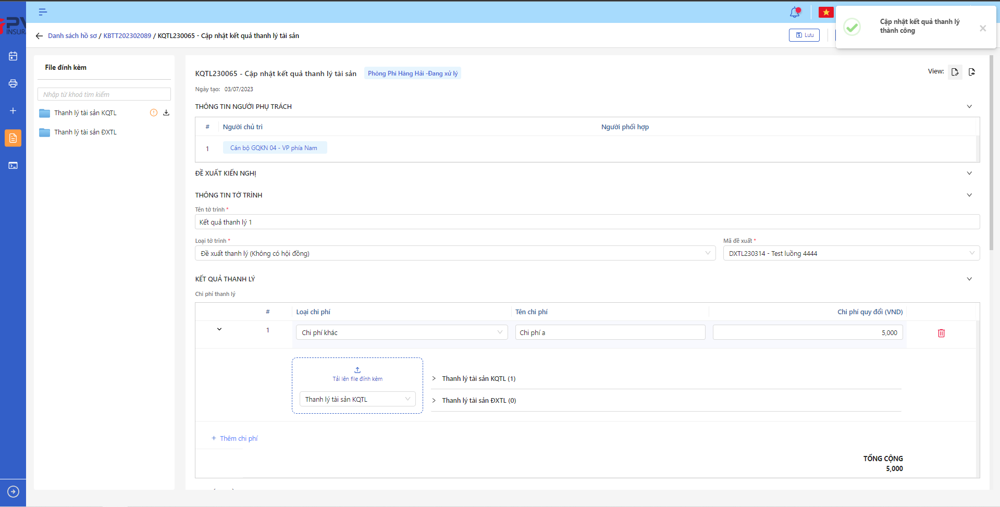 PV
INSUR
Cập nhật kết quả thanh lý
thành công
Danh sách hồ sơ / KBTT202302089 / KQTL230065 - Cập nhật kết quả thanh lý tài sản
Lưu
File đính kèm
Nhập từ khoá tìm kiếm
Thanh lý tài sản KQTL
Thanh lý tài sản ĐXTL
KQTL230065 - Cập nhật kết quả thanh lý tài sản
Phòng Phi Hàng Hải -Đang xử lý
View:
Ngày tạo: 03/07/2023
THÔNG TIN NGƯỜI PHỤ TRÁCH
# Người chủ trì Người phối hợp
1 Cán bộ GQKN 04 - VP phía Nam
ĐỀ XUẤT KIẾN NGHỊ
THÔNG TIN TỜ TRÌNH
Tên tờ trình *
Kết quả thanh lý 1
Loại tờ trình * Mã đề xuất *
Đề xuất thanh lý (Không có hội đồng) DXTL230314 - Test luồng 4444
KẾT QUẢ THANH LÝ
Chi phí thanh lý
# Loại chi phí Tên chi phí Chi phí quy đổi (VND)
1 Chi phí khác Chi phí a 5,000
Tải lên file đính kèm
Thanh lý tài sản KQTL
Thanh lý tài sản KQTL (1)
Thanh lý tài sản ĐXTL (0)
+ Thêm chi phí
TỔNG CỘNG
5,000